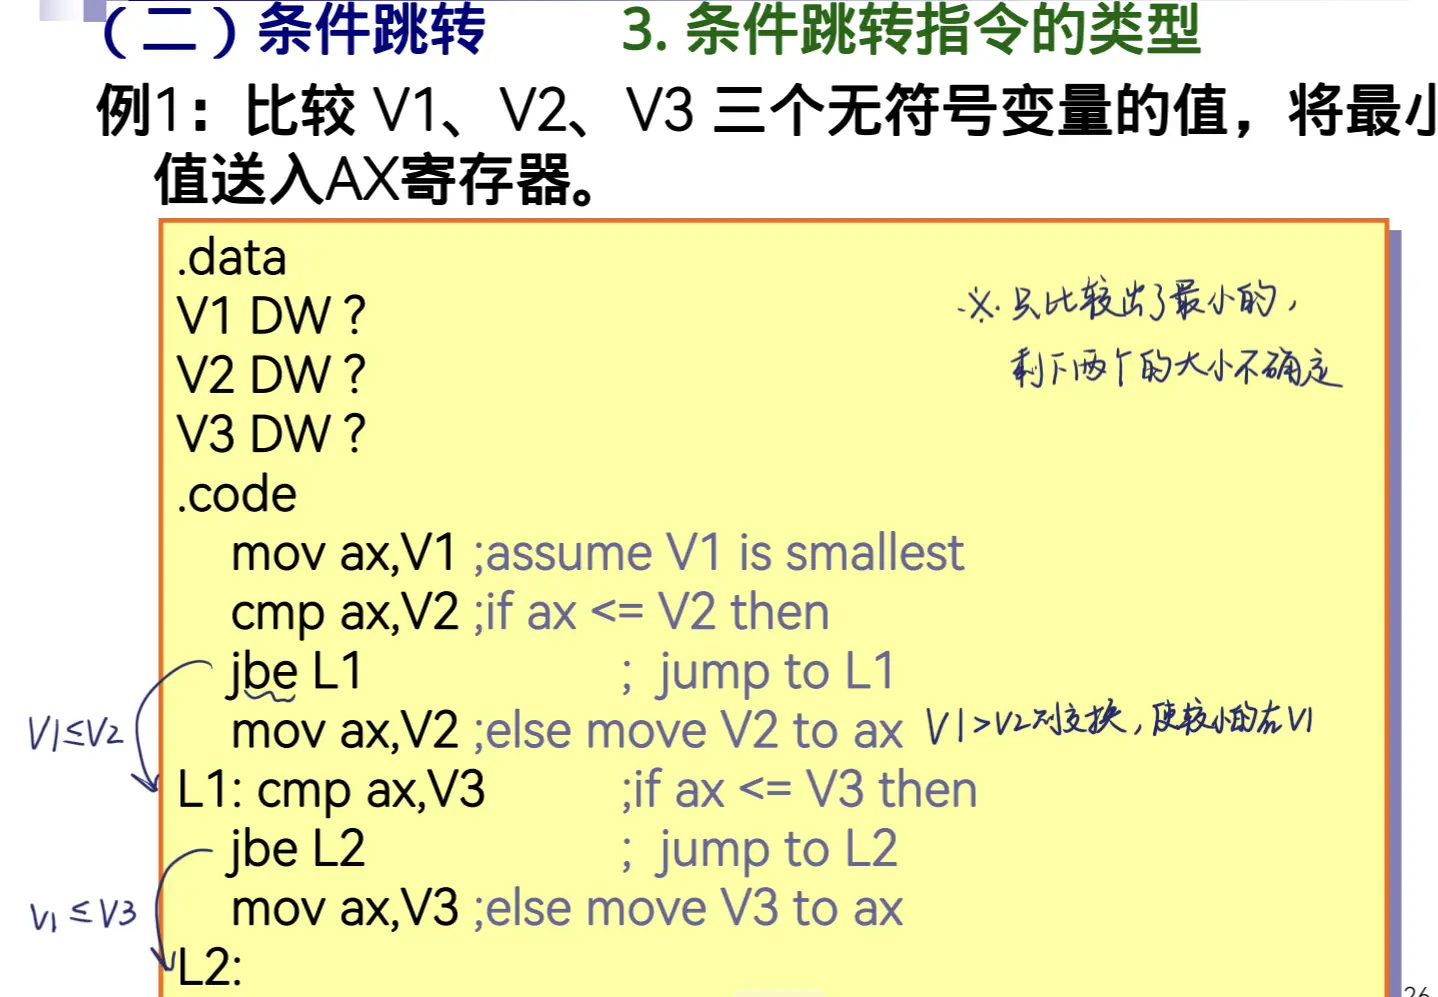 （二）条件跳转 3. 条件跳转指令的类型
例1：比较 V1、V2、V3 三个无符号变量的值，将最小
值送入AX寄存器。
.data
V1 DW ?
※只比较出了最小的，
V2 DW ?
剩下两个的大小不确定
V3 DW ?
.code
mov ax,V1 ;assume V1 is smallest
cmp ax,V2 ;if ax <= V2 then
jbe L1 ; jump to L1
V1≤V2
mov ax,V2 ;else move V2 to ax V1>V2则交换，使较小的在V1
L1: cmp ax,V3 ;if ax <= V3 then
jbe L2 ; jump to L2
V1≤V3
mov ax,V3 ;else move V3 to ax
L2:
26